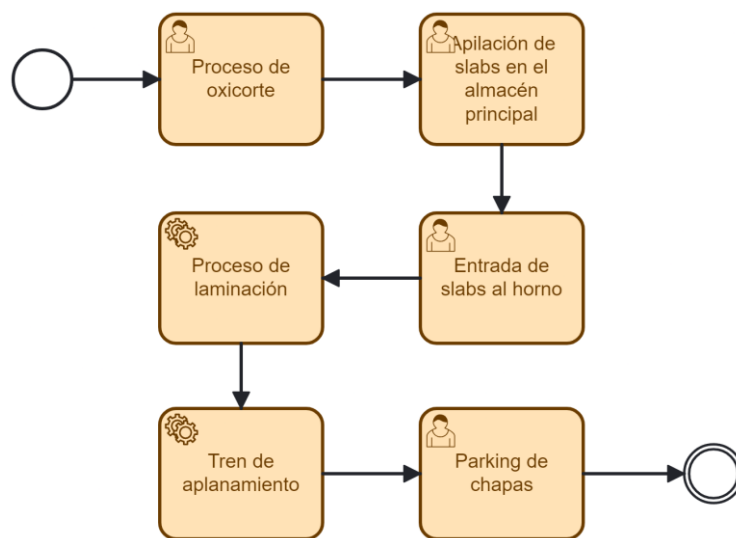 Proceso de
oxicorte
Apilación de
slabs en el
almacén
principal
Entrada de
slabs al horno
Proceso de
laminación
Tren de
aplanamiento
Parking de
chapas